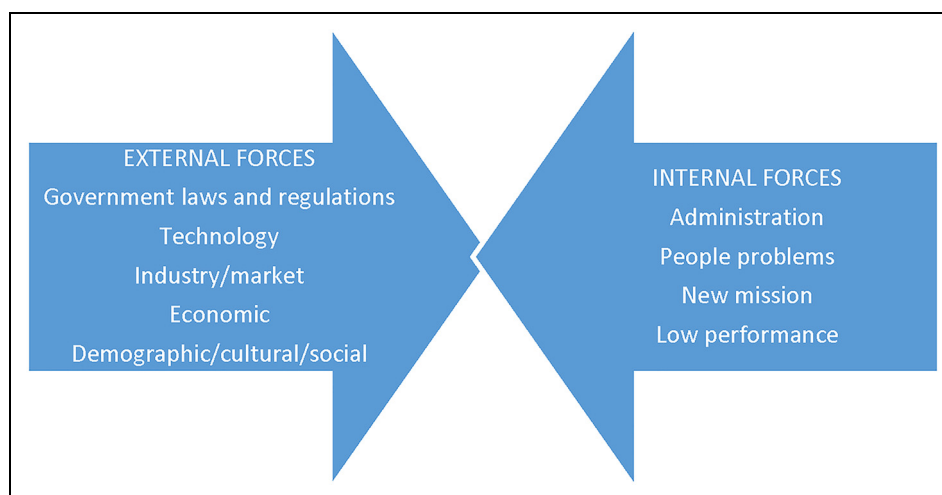 EXTERNAL FORCES
Government laws and regulations
Technology
Industry/market
Economic
Demographic/cultural/social
INTERNAL FORCES
Administration
People problems
New mission
Low performance